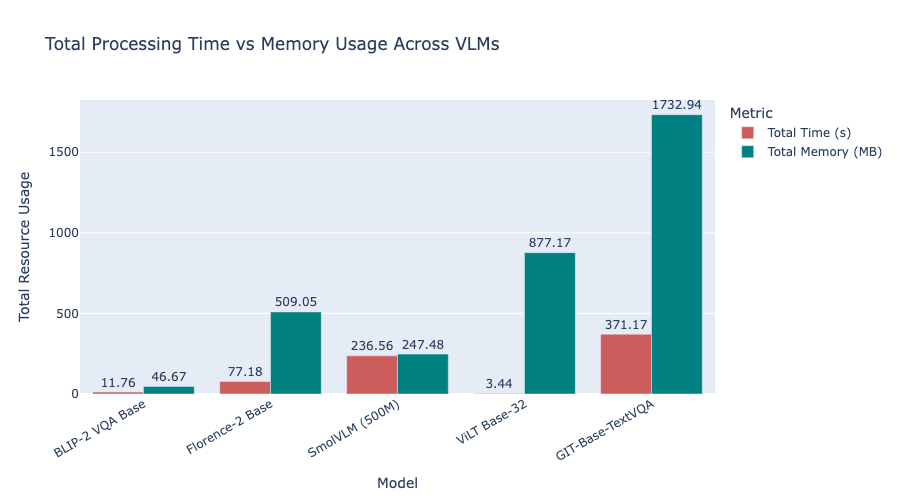 Total Processing Time vs Memory Usage Across VLMs
Metric
Total Time (s)
Total Memory (MB)
Total Resource Usage
1500
1000
500
0
11.76
46.67
77.18
509.05
236.56
247.48
3.44
877.17
371.17
1732.94
BLIP-2 VQA Base
Florence-2 Base
SmolVLM (500M)
ViLT Base-32
GIT-Base-TextVQA
Model